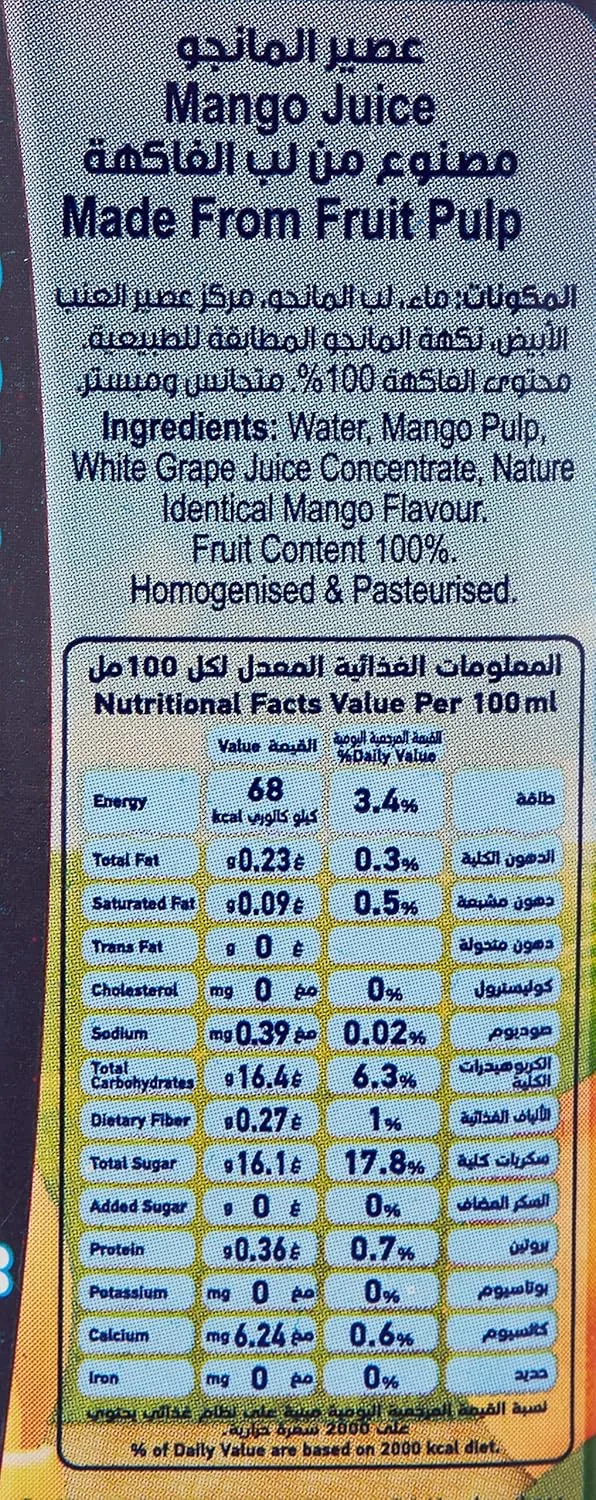 عصير المانجو
Mango Juice
مصنوع من لب الفاكهة
Made From Fruit Pulp
المكونات: ماء، لب المانجو، مركز عصير العنب
الأبيض، نكهة المانجو المطابقة للطبيعية.
محتوى الفاكهة 100%. متجانس ومبستر.
Ingredients: Water, Mango Pulp,
White Grape Juice Concentrate, Nature
Identical Mango Flavour.
Fruit Content 100%.
Homogenised & Pasteurised.
المعلومات الغذائية المعدل لكل 100 مل
Nutritional Facts Value Per 100 ml
Value القيمة القيمة المرجعية اليومية
%Daily Value
Energy 68 kcal كيلو كالوري 3.4% طاقة
Total Fat g 0.23 غ 0.3% الدهون الكلية
Saturated Fat g 0.09 غ 0.5% دهون مشبعة
Trans Fat g 0 غ دهون متحولة
Cholesterol mg 0 مغ 0% كوليسترول
Sodium mg 0.39 مغ 0.02% صوديوم
Total Carbohydrates g 16.4 غ 6.3% الكربوهيدرات الكلية
Dietary Fiber g 0.27 غ 1% الألياف الغذائية
Total Sugar g 16.1 غ 17.8% سكريات كلية
Added Sugar g 0 غ 0% السكر المضاف
Protein g 0.36 غ 0.7% بروتين
Potassium mg 0 مغ 0% بوتاسيوم
Calcium mg 6.24 مغ 0.6% كالسيوم
Iron mg 0 مغ 0% حديد
نسبة القيمة المرجعية اليومية مبنية على نظام غذائي يحتوي
على 2000 سعرة حرارية.
% of Daily Value are based on 2000 kcal diet.